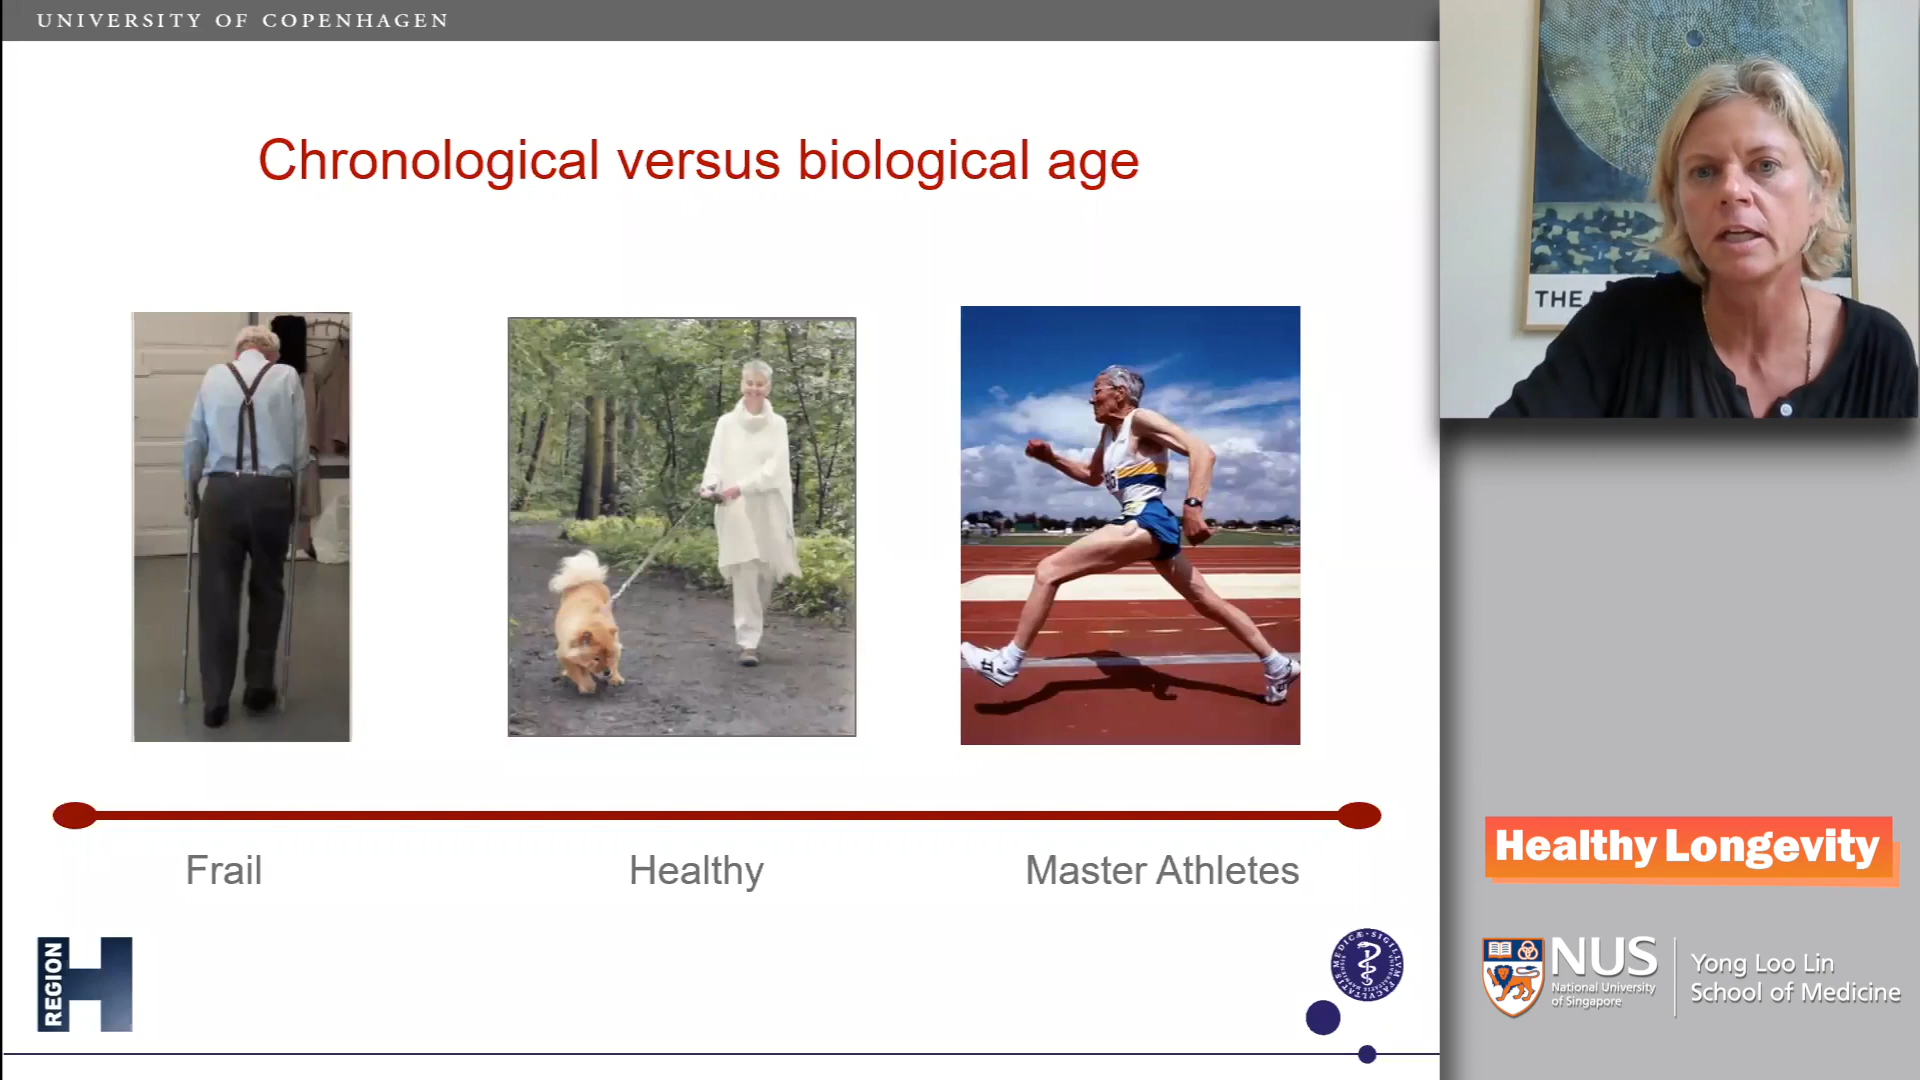 UNIVERSITY OF COPENHAGEN
Chronological versus biological age
THE
Frail
Healthy
Master Athletes
REGION
Healthy Longevity
NUS
National University
of Singapore
Yong Loo Lin
School of Medicine